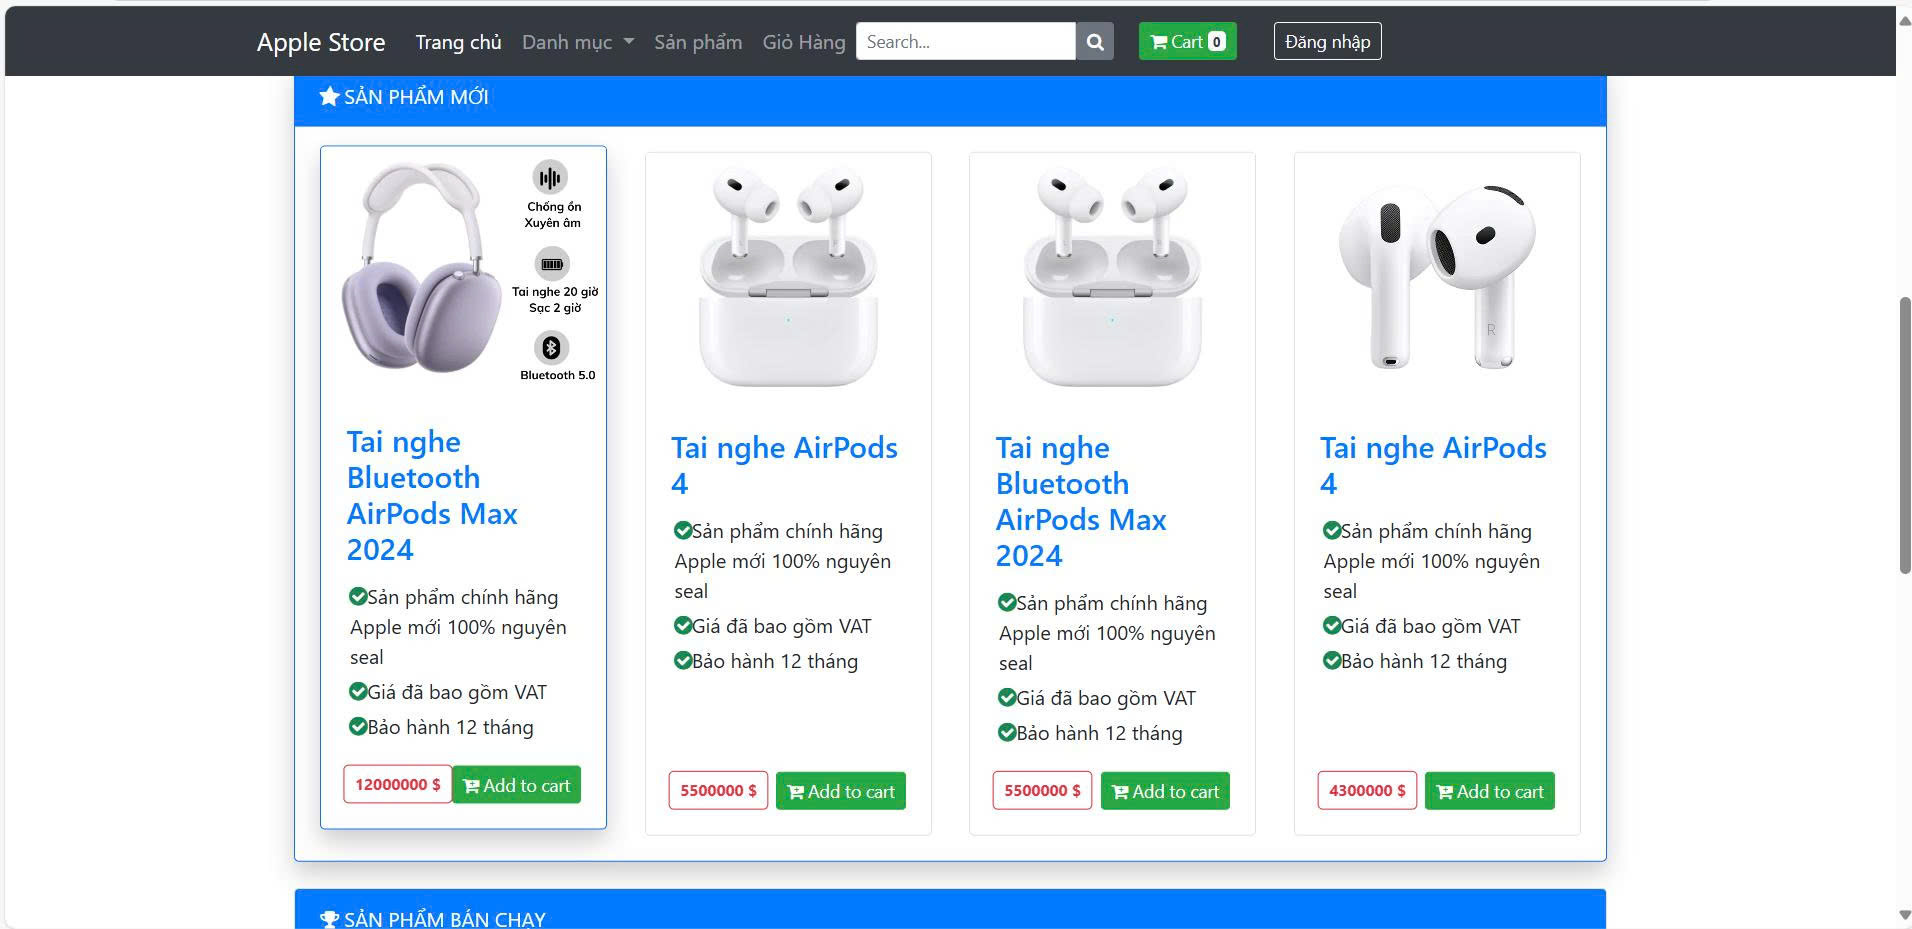 Apple Store Trang chủ Danh mục Sản phẩm Giỏ Hàng Search... Cart 0 Đăng nhập
SẢN PHẨM MỚI
Chống ồn
Xuyên âm
Tai nghe 20 giờ
Sạc 2 giờ
Bluetooth 5.0
Tai nghe
Bluetooth
AirPods Max
2024
Sản phẩm chính hãng
Apple mới 100% nguyên
seal
Giá đã bao gồm VAT
Bảo hành 12 tháng
12000000 $ Add to cart
Tai nghe AirPods
4
Sản phẩm chính hãng
Apple mới 100% nguyên
seal
Giá đã bao gồm VAT
Bảo hành 12 tháng
5500000 $ Add to cart
Tai nghe
Bluetooth
AirPods Max
2024
Sản phẩm chính hãng
Apple mới 100% nguyên
seal
Giá đã bao gồm VAT
Bảo hành 12 tháng
5500000 $ Add to cart
R
Tai nghe AirPods
4
Sản phẩm chính hãng
Apple mới 100% nguyên
seal
Giá đã bao gồm VAT
Bảo hành 12 tháng
4300000 $ Add to cart
SẢN PHẨM BÁN CHẠY